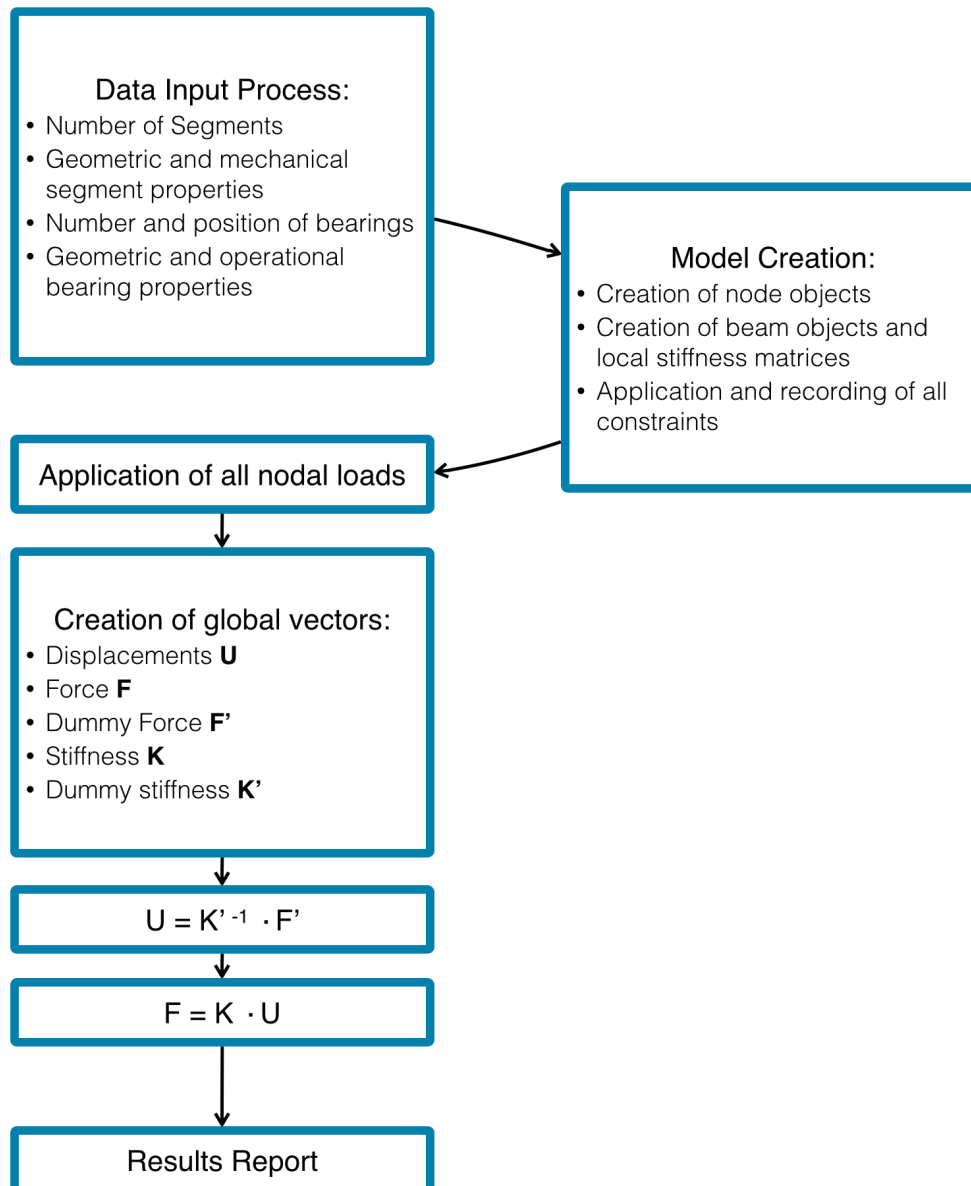 Data Input Process:
• Number of Segments
• Geometric and mechanical
segment properties
• Number and position of bearings
• Geometric and operational
bearing properties
Model Creation:
• Creation of node objects
• Creation of beam objects and
local stiffness matrices
• Application and recording of all
constraints
Application of all nodal loads
Creation of global vectors:
• Displacements U
• Force F
• Dummy Force F’
• Stiffness K
• Dummy stiffness K’
U = K’ ⁻¹ · F’
F = K · U
Results Report